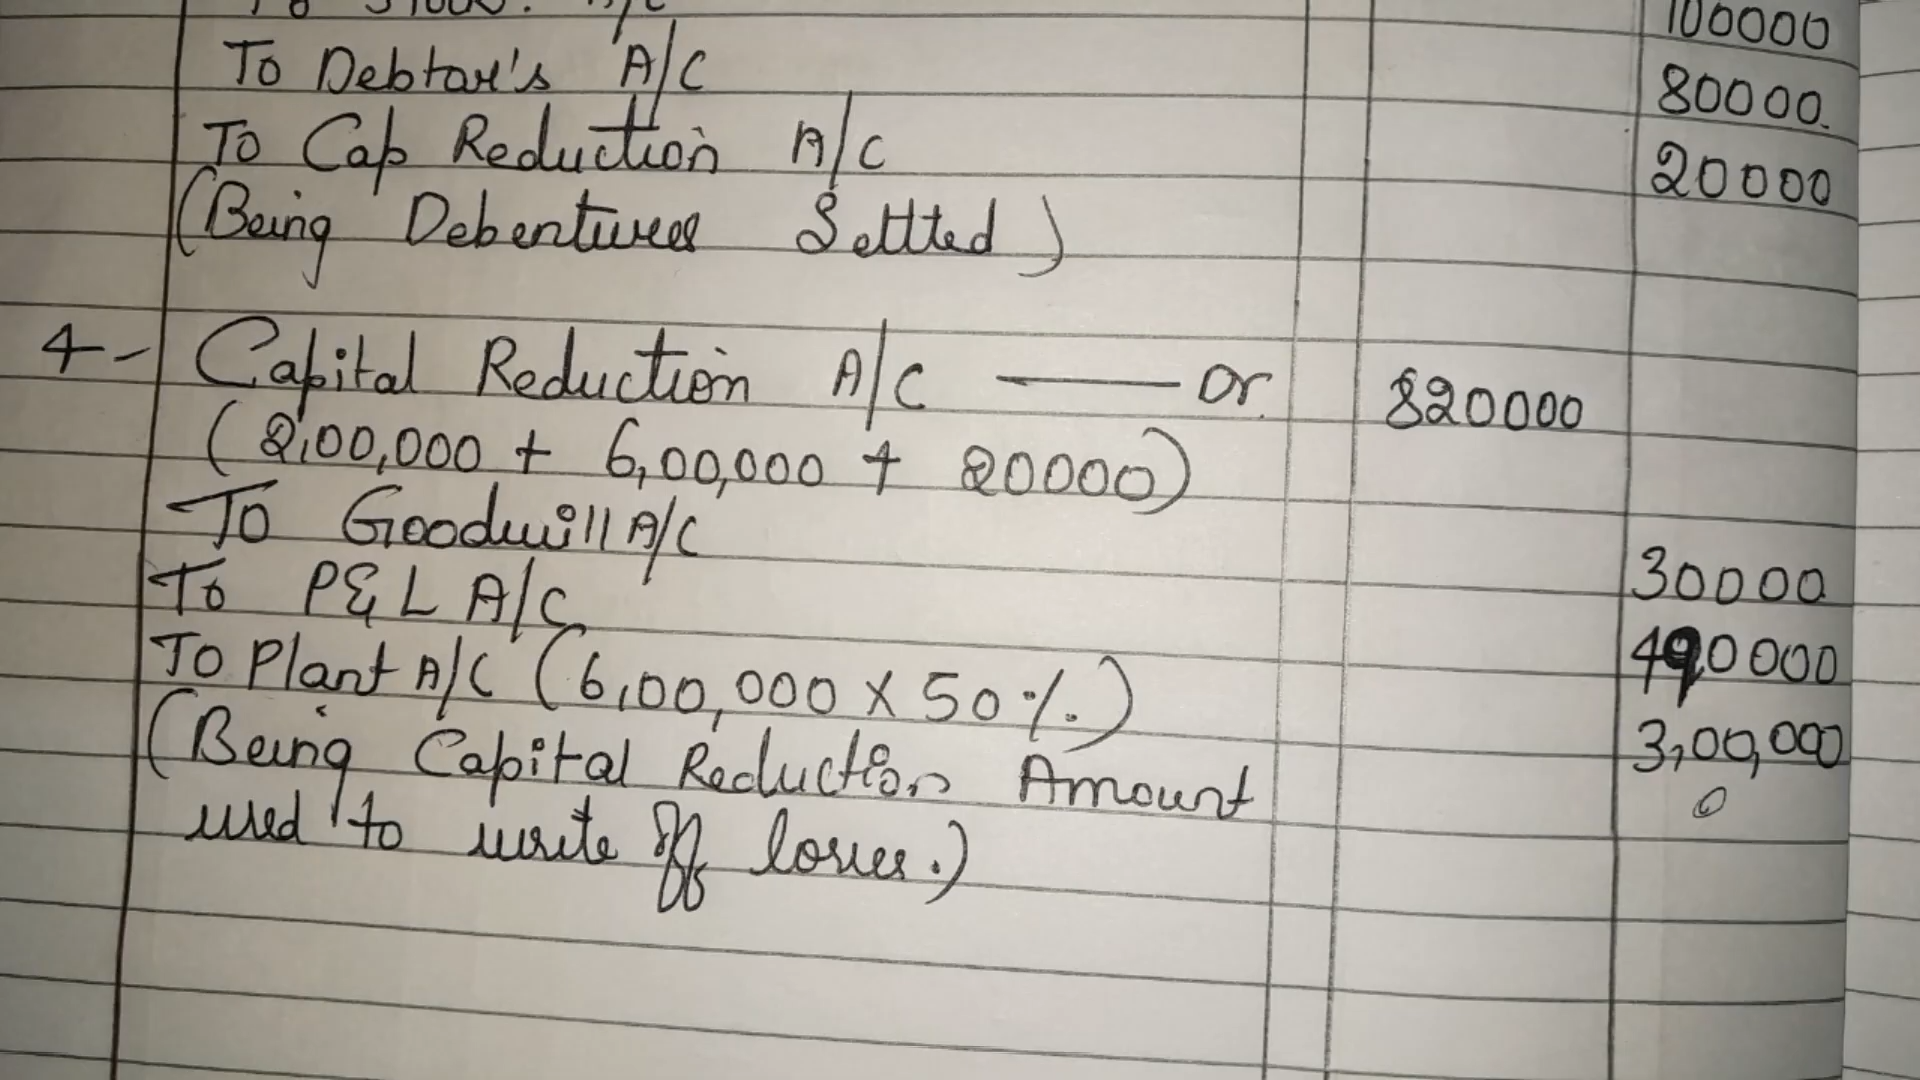 To Stock A/C 100000
To Debtor's A/C 80000.
To Cap Reduction A/C 20000
(Being Debentures Settled)
4- Capital Reduction A/C —— Dr. 820000
(2,00,000 + 6,00,000 + 20000)
To Goodwill A/C 30000
To P&L A/C 490000
To Plant A/C (6,00,000 x 50%.) 3,00,000
(Being Capital Reduction Amount
used to write off losses.)